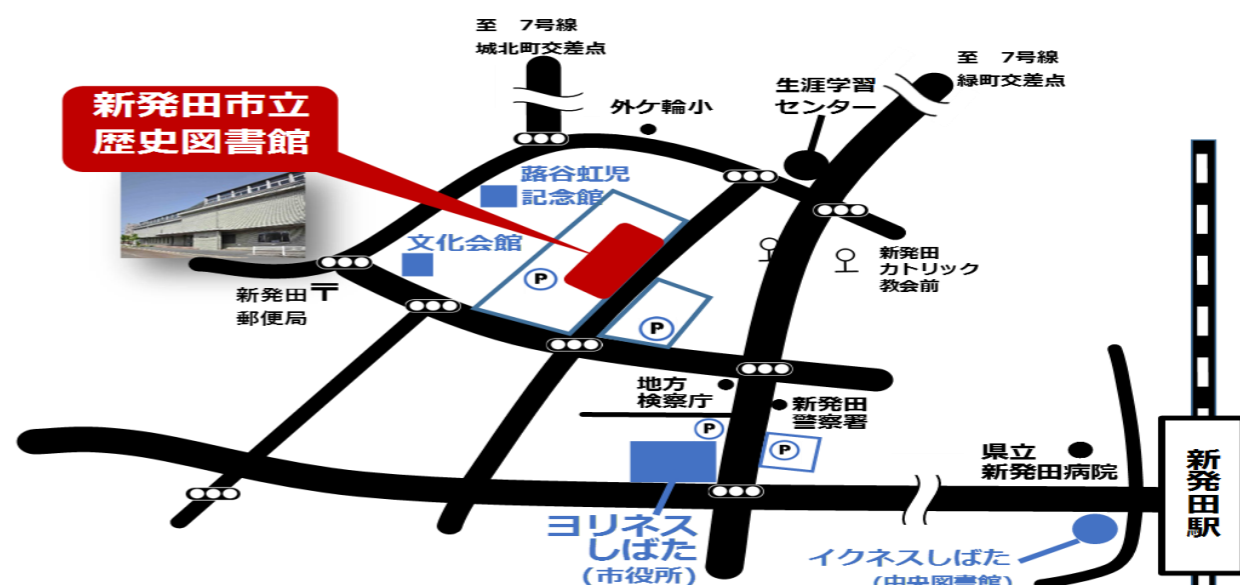 至　7号線
城北町交差点
至　7号線
緑町交差点
新発田市立
歴史図書館
外ケ輪小
生涯学習
センター
蕗谷虹児
記念館
文化会館
新発田
カトリック
教会前
P
新発田〒
郵便局
P
地方
検察庁
新発田
警察署
P
P
県立
新発田病院
新発田駅
ヨリネス
しばた
(市役所)
イクネスしばた
(中央図書館)